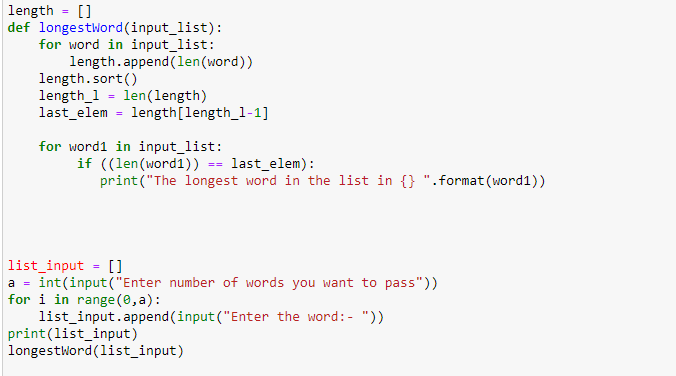 length = []
def longestWord(input_list):
    for word in input_list:
        length.append(len(word))
    length.sort()
    length_l = len(length)
    last_elem = length[length_l-1]
    for word1 in input_list:
         if ((len(word1)) == last_elem):
            print("The longest word in the list in {} ".format(word1))
list_input = []
a = int(input("Enter number of words you want to pass"))
for i in range(0,a):
    list_input.append(input("Enter the word:- "))
print(list_input)
longestWord(list_input)